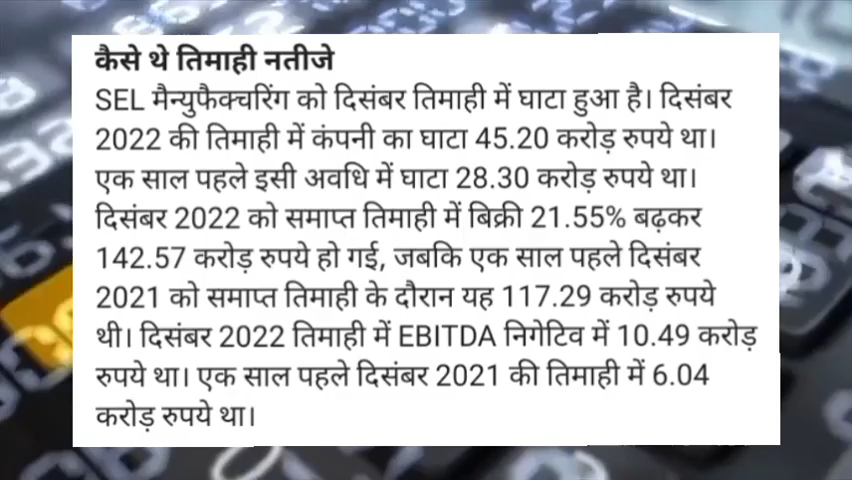 कैसे थे तिमाही नतीजे
SEL मैन्युफैक्चरिंग को दिसंबर तिमाही में घाटा हुआ है। दिसंबर
2022 की तिमाही में कंपनी का घाटा 45.20 करोड़ रुपये था।
एक साल पहले इसी अवधि में घाटा 28.30 करोड़ रुपये था।
दिसंबर 2022 को समाप्त तिमाही में बिक्री 21.55% बढ़कर
142.57 करोड़ रुपये हो गई, जबकि एक साल पहले दिसंबर
2021 को समाप्त तिमाही के दौरान यह 117.29 करोड़ रुपये
थी। दिसंबर 2022 तिमाही में EBITDA निगेटिव में 10.49 करोड़
रुपये था। एक साल पहले दिसंबर 2021 की तिमाही में 6.04
करोड़ रुपये था।